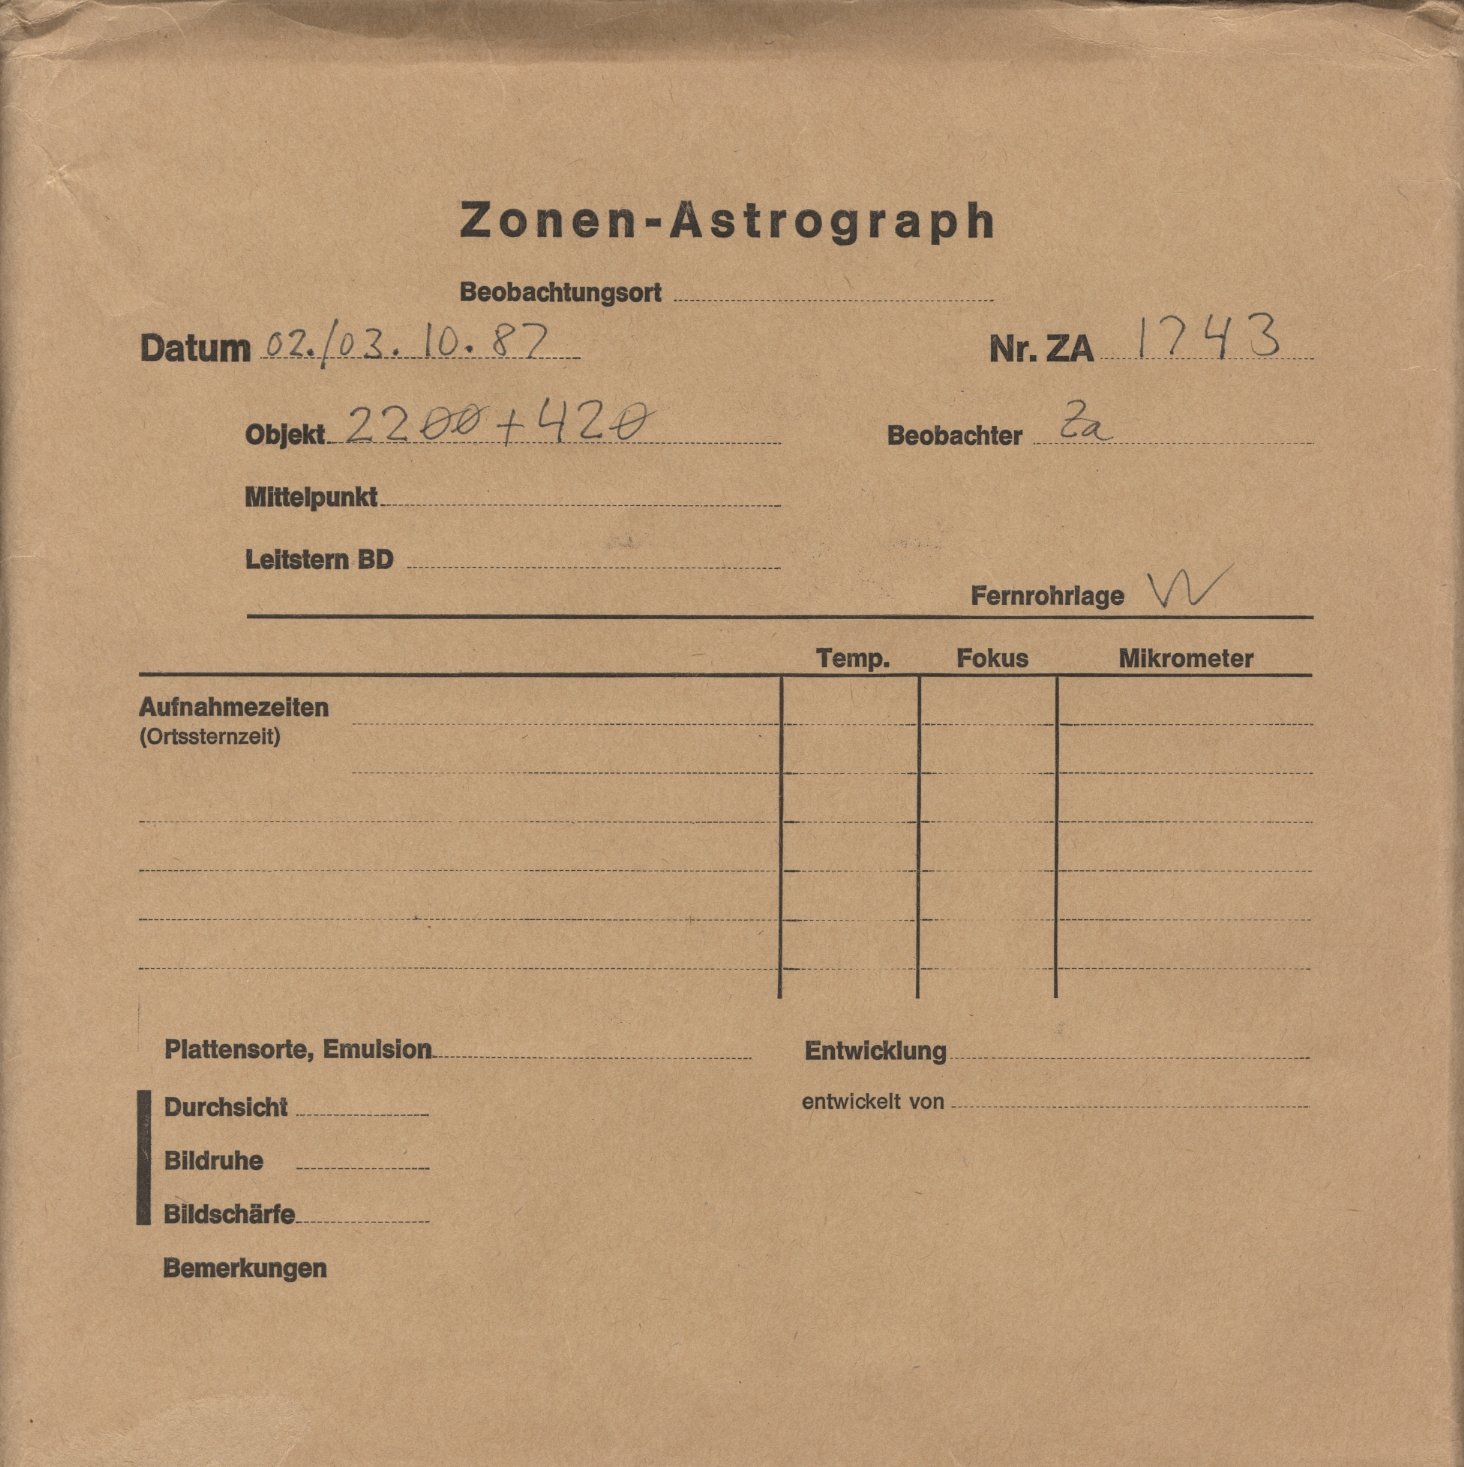 Zonen-Astrograph
Beobachtungsort
Datum 02./03. 10. 87 Nr. ZA 1743
Objekt 2200+420 Beobachter Za
Mittelpunkt
Leitstern BD
Fernrohrlage W
Temp. Fokus Mikrometer
Aufnahmezeiten
(Ortssternzeit)
Plattensorte, Emulsion Entwicklung
Durchsicht entwickelt von
Bildruhe
Bildschärfe
Bemerkungen